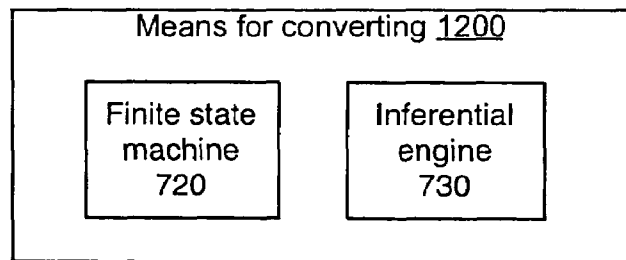 Means for converting 1200
Finite state
machine
720
Inferential
engine
730